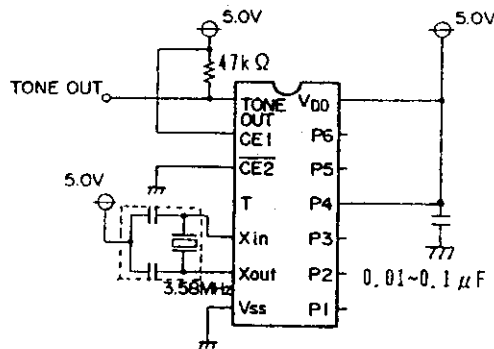 5.0V
5.0V
47kΩ
TONE OUT
TONE OUT
VDD
CE1
P6
CE2
P5
5.0V
T
P4
Xin
P3
Xout
P2
0.01~0.1μF
3.58MHz
Vss
P1